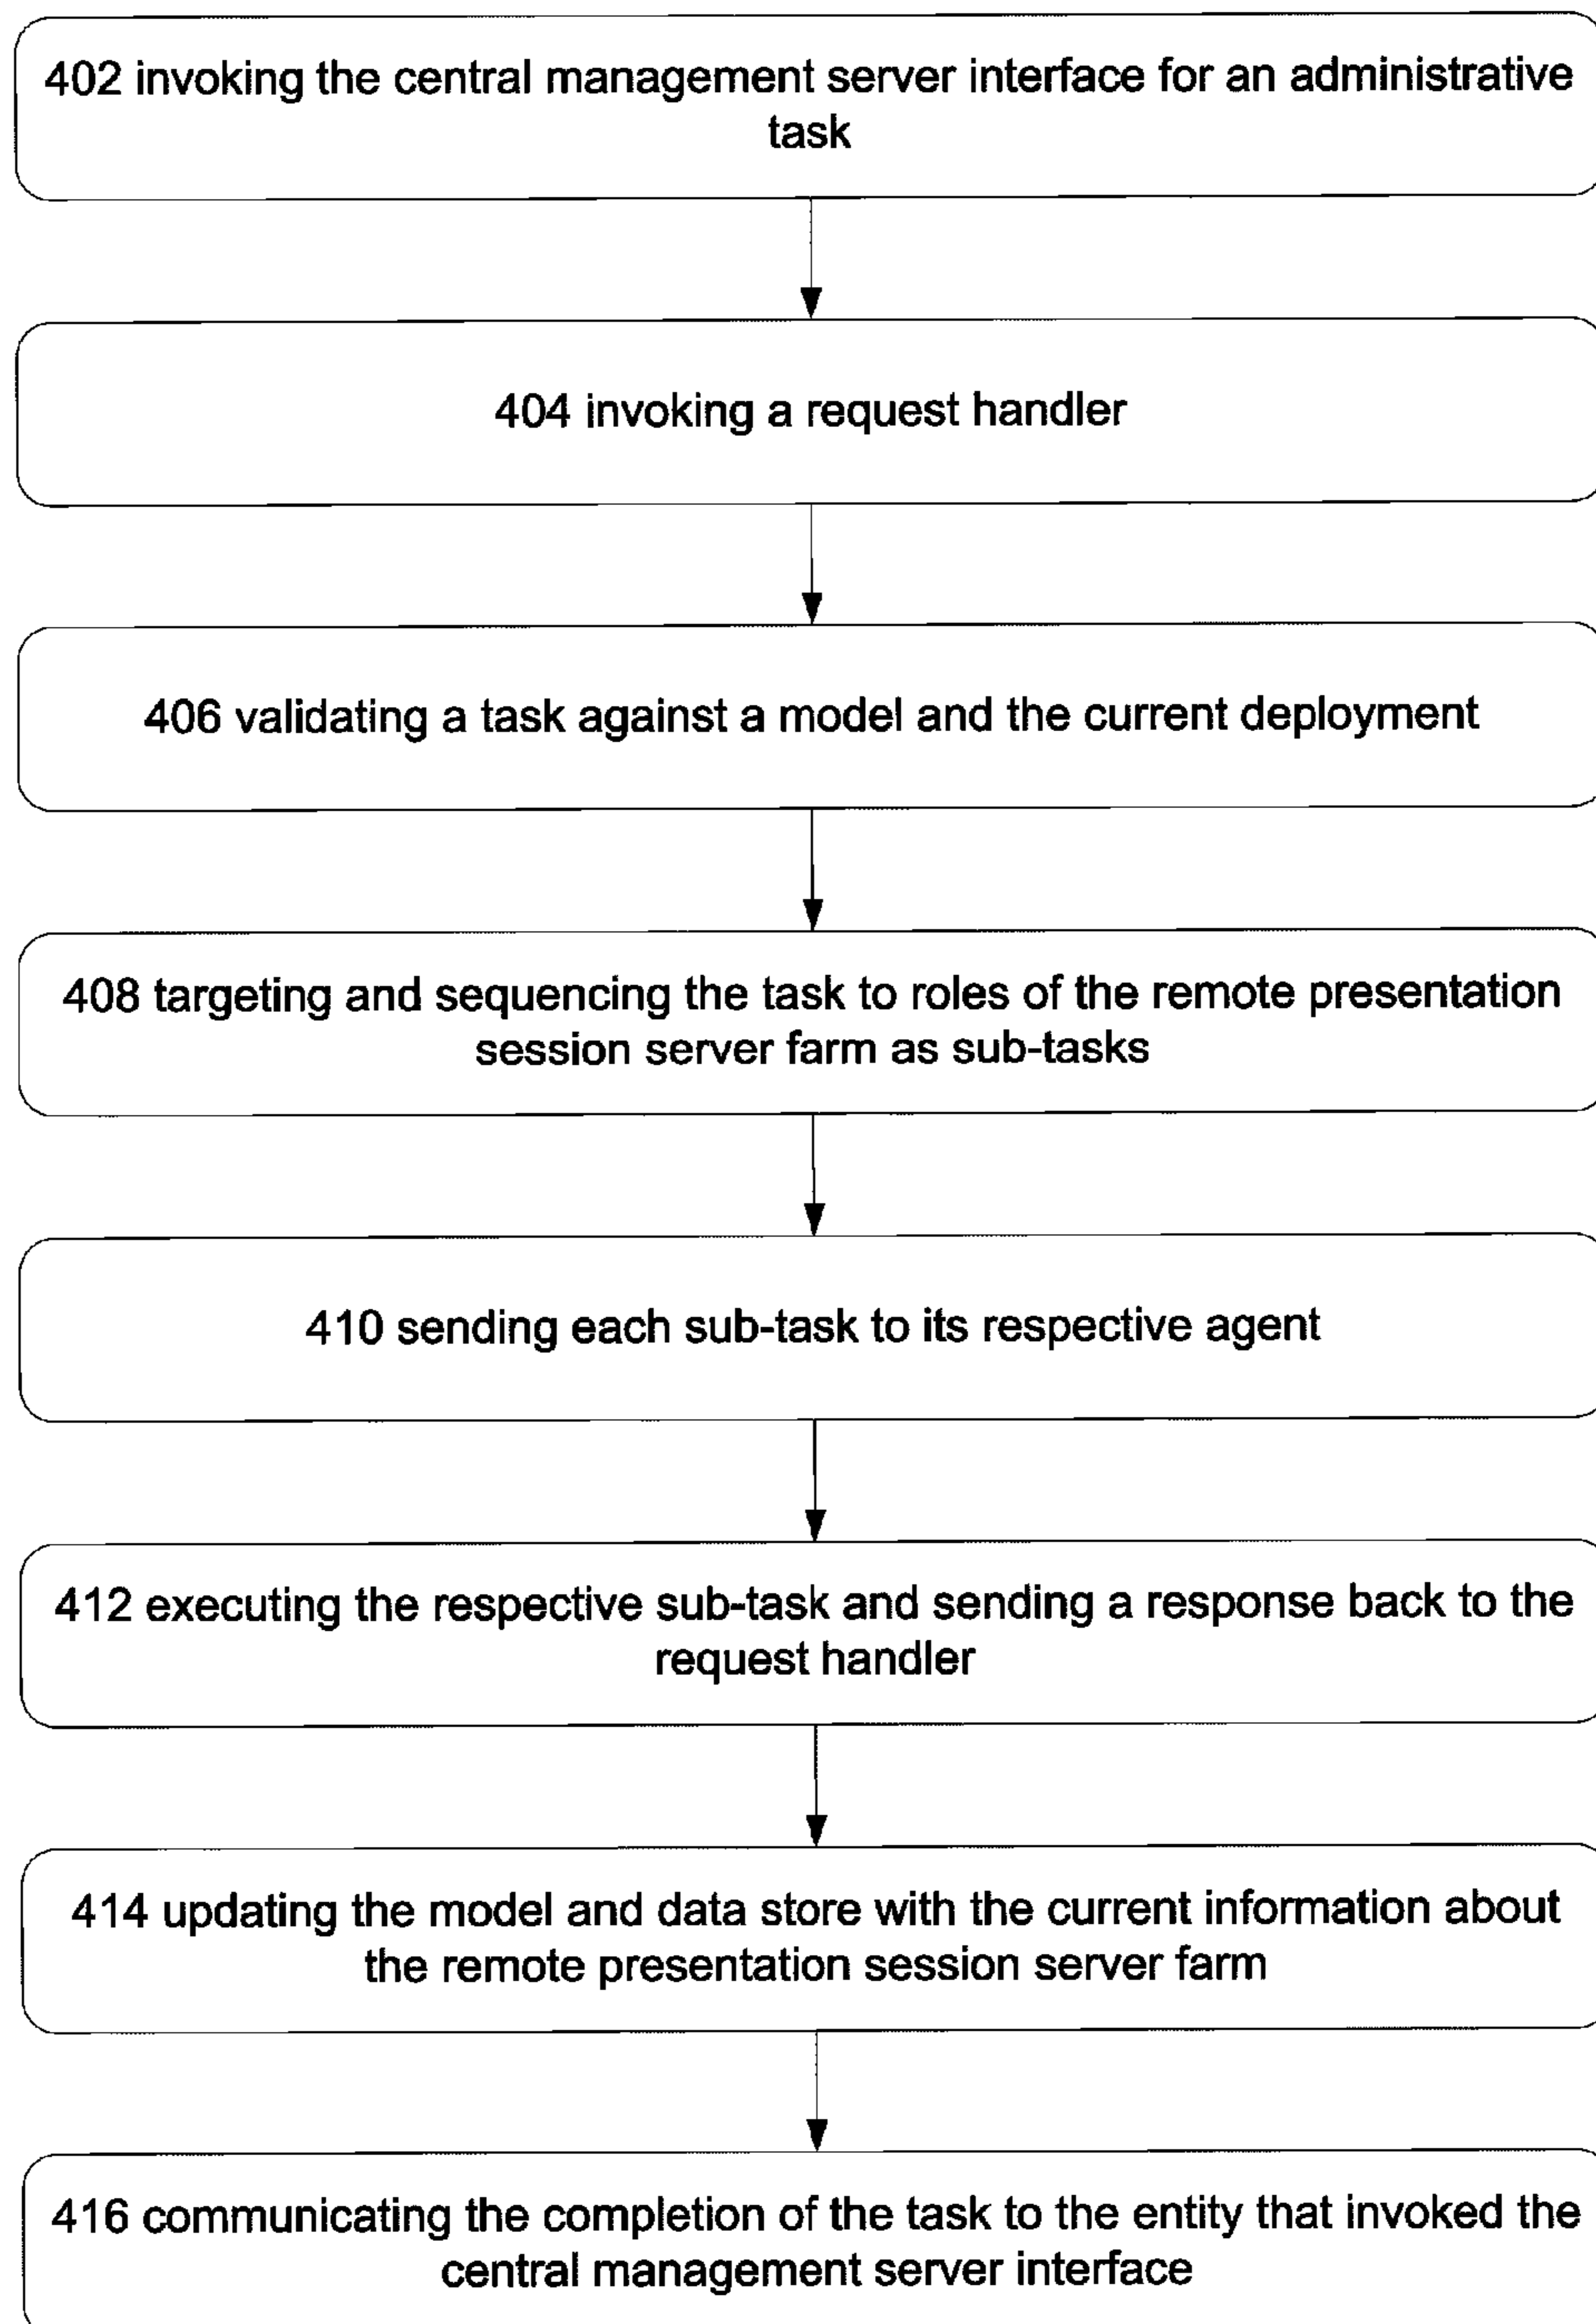 402 invoking the central management server interface for an administrative
task
404 invoking a request handler
406 validating a task against a model and the current deployment
408 targeting and sequencing the task to roles of the remote presentation
session server farm as sub-tasks
410 sending each sub-task to its respective agent
412 executing the respective sub-task and sending a response back to the
request handler
414 updating the model and data store with the current information about
the remote presentation session server farm
416 communicating the completion of the task to the entity that invoked the
central management server interface